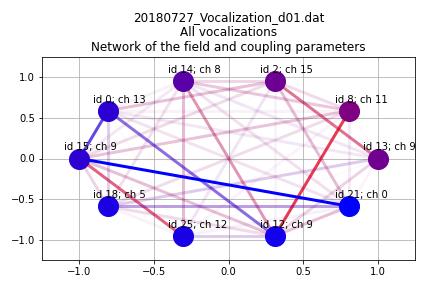 20180727_Vocalization_d01.dat
All vocalizations
Network of the field and coupling parameters
1.0
0.5
0.0
−0.5
−1.0
id 14; ch 8
id 2; ch 15
id 0; ch 13
id 8; ch 11
id 15; ch 9
id 13; ch 9
id 18; ch 5
id 21; ch 0
id 25; ch 12
id 12; ch 9
−1.0
−0.5
0.0
0.5
1.0